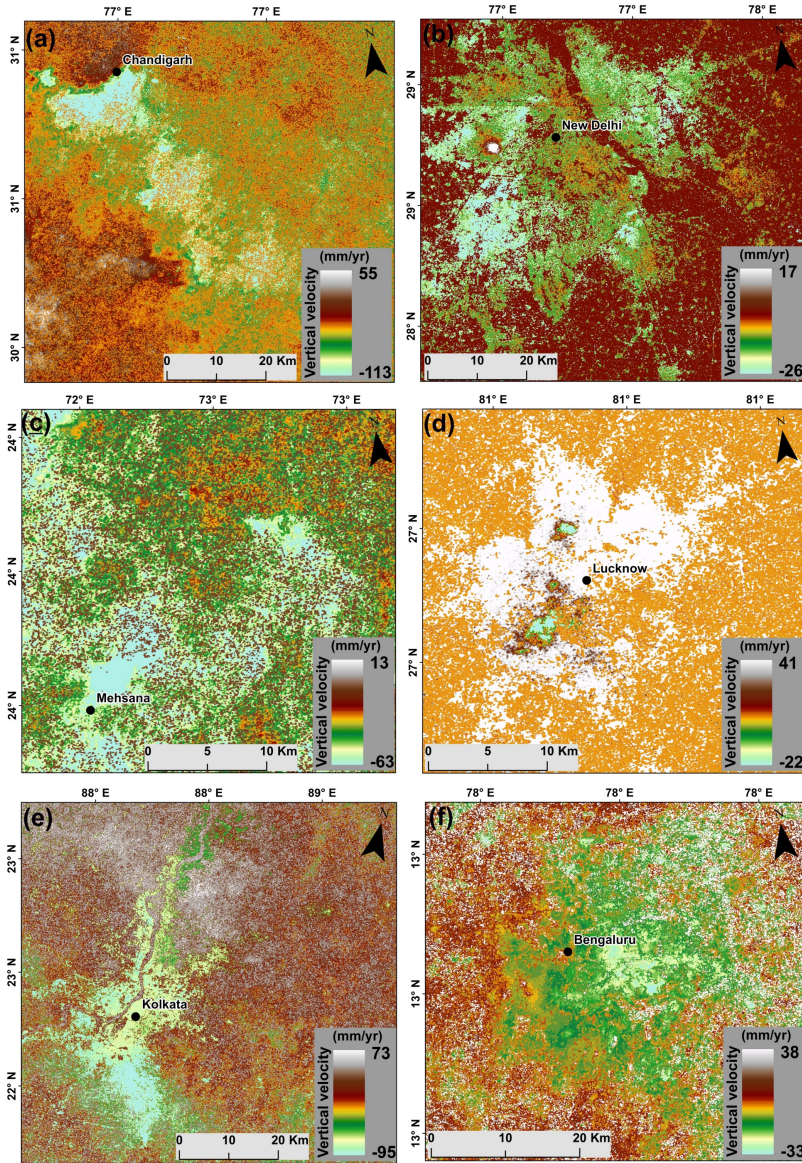 77° E
77° E
(a)
N
31° N
Chandigarh
31° N
30° N
(mm/yr)
55
Vertical velocity
-113
0 10 20 Km
77° E
77° E
78° E
(b)
N
29° N
New Delhi
29° N
28° N
(mm/yr)
17
Vertical velocity
-26
0 10 20 Km
72° E
73° E
73° E
(c)
N
24° N
24° N
24° N
Mehsana
(mm/yr)
13
Vertical velocity
-63
0 5 10 Km
81° E
81° E
81° E
(d)
N
27° N
Lucknow
27° N
(mm/yr)
41
Vertical velocity
-22
0 5 10 Km
88° E
88° E
89° E
(e)
N
23° N
23° N
Kolkata
22° N
(mm/yr)
73
Vertical velocity
-95
0 10 20 Km
78° E
78° E
78° E
(f)
N
13° N
Bengaluru
13° N
13° N
(mm/yr)
38
Vertical velocity
-33
0 10 20 Km